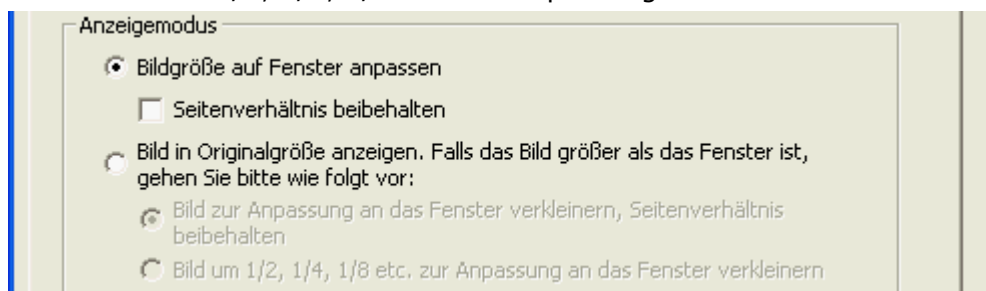 Anzeigemodus
Bildgröße auf Fenster anpassen
Seitenverhältnis beibehalten
Bild in Originalgröße anzeigen. Falls das Bild größer als das Fenster ist,
gehen Sie bitte wie folgt vor:
Bild zur Anpassung an das Fenster verkleinern, Seitenverhältnis
beibehalten
Bild um 1/2, 1/4, 1/8 etc. zur Anpassung an das Fenster verkleinern